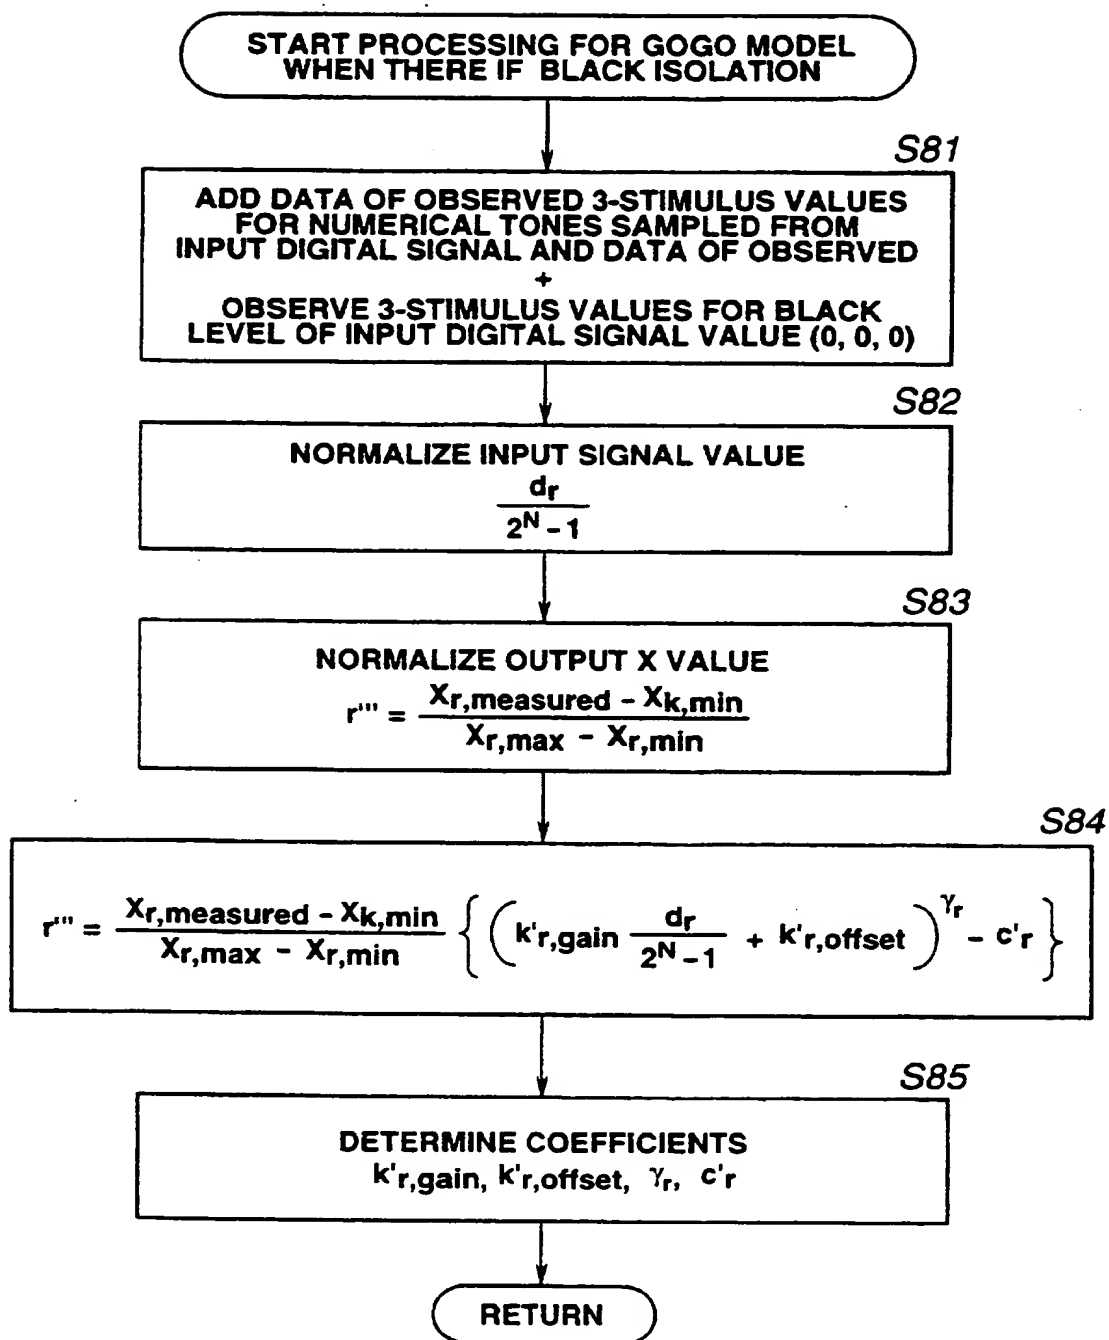 START PROCESSING FOR GOGO MODEL
WHEN THERE IF BLACK ISOLATION
S81
ADD DATA OF OBSERVED 3-STIMULUS VALUES
FOR NUMERICAL TONES SAMPLED FROM
INPUT DIGITAL SIGNAL AND DATA OF OBSERVED
+
OBSERVE 3-STIMULUS VALUES FOR BLACK
LEVEL OF INPUT DIGITAL SIGNAL VALUE (0, 0, 0)
S82
NORMALIZE INPUT SIGNAL VALUE
dr
2^N - 1
S83
NORMALIZE OUTPUT X VALUE
r''' = (Xr,measured - Xk,min) / (Xr,max - Xr,min)
S84
r''' = (Xr,measured - Xk,min) / (Xr,max - Xr,min) { ( k'r,gain dr / (2^N - 1) + k'r,offset )^γr - c'r }
S85
DETERMINE COEFFICIENTS
k'r,gain, k'r,offset, γr, c'r
RETURN